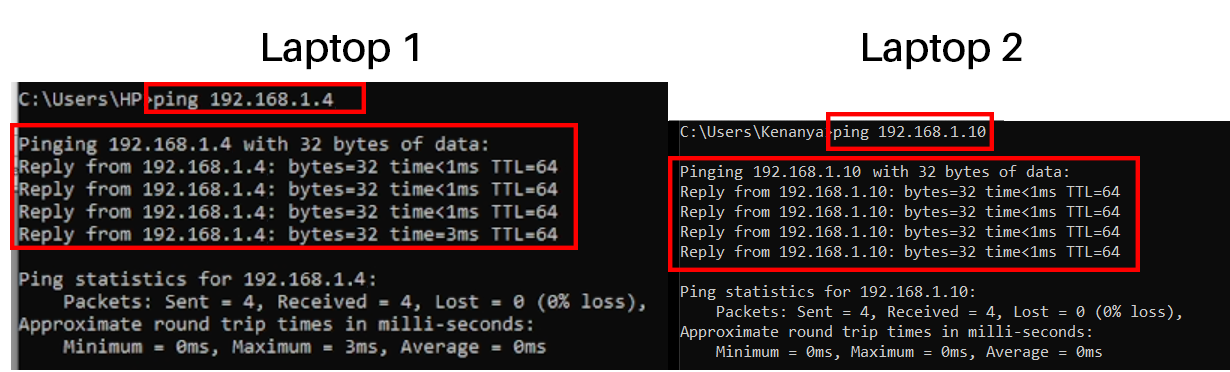 Laptop 1
C:\Users\HP>ping 192.168.1.4
Pinging 192.168.1.4 with 32 bytes of data:
Reply from 192.168.1.4: bytes=32 time<1ms TTL=64
Reply from 192.168.1.4: bytes=32 time<1ms TTL=64
Reply from 192.168.1.4: bytes=32 time<1ms TTL=64
Reply from 192.168.1.4: bytes=32 time=3ms TTL=64
Ping statistics for 192.168.1.4:
Packets: Sent = 4, Received = 4, Lost = 0 (0% loss),
Approximate round trip times in milli-seconds:
Minimum = 0ms, Maximum = 3ms, Average = 0ms
Laptop 2
C:\Users\Kenanya>ping 192.168.1.10
Pinging 192.168.1.10 with 32 bytes of data:
Reply from 192.168.1.10: bytes=32 time<1ms TTL=64
Reply from 192.168.1.10: bytes=32 time<1ms TTL=64
Reply from 192.168.1.10: bytes=32 time<1ms TTL=64
Reply from 192.168.1.10: bytes=32 time<1ms TTL=64
Ping statistics for 192.168.1.10:
Packets: Sent = 4, Received = 4, Lost = 0 (0% loss),
Approximate round trip times in milli-seconds:
Minimum = 0ms, Maximum = 0ms, Average = 0ms